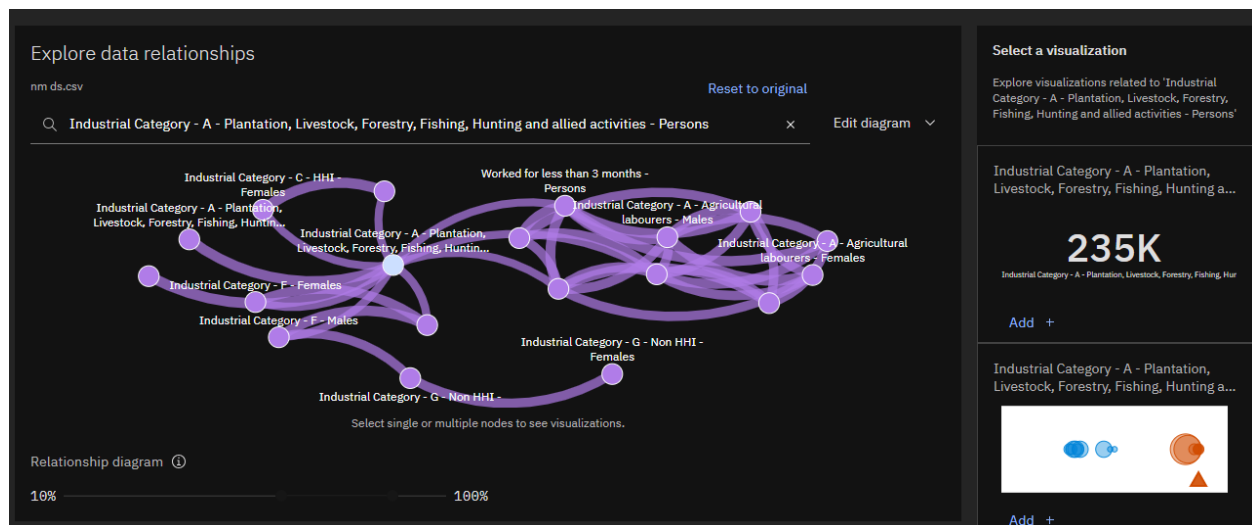 Explore data relationships
nm ds.csv
Reset to original
Industrial Category - A - Plantation, Livestock, Forestry, Fishing, Hunting and allied activities - Persons
×
Edit diagram
Industrial Category - C - HHI -
Females
Industrial Category - A - Plantation,
Livestock, Forestry, Fishing, Huntin...
Industrial Category - A - Plantation,
Livestock, Forestry, Fishing, Huntin...
Worked for less than 3 months -
Persons
Industrial Category - A - Agricultural
labourers - Males
Industrial Category - A - Agricultural
labourers - Females
Industrial Category - F - Females
Industrial Category - F - Males
Industrial Category - G - Non HHI -
Females
Industrial Category - G - Non HHI -
Select single or multiple nodes to see visualizations.
Relationship diagram
10%
100%
Select a visualization
Explore visualizations related to 'Industrial
Category - A - Plantation, Livestock, Forestry,
Fishing, Hunting and allied activities - Persons'
Industrial Category - A - Plantation,
Livestock, Forestry, Fishing, Hunting a...
235K
Industrial Category - A - Plantation, Livestock, Forestry, Fishing, Hur
Add +
Industrial Category - A - Plantation,
Livestock, Forestry, Fishing, Hunting a...
Add +